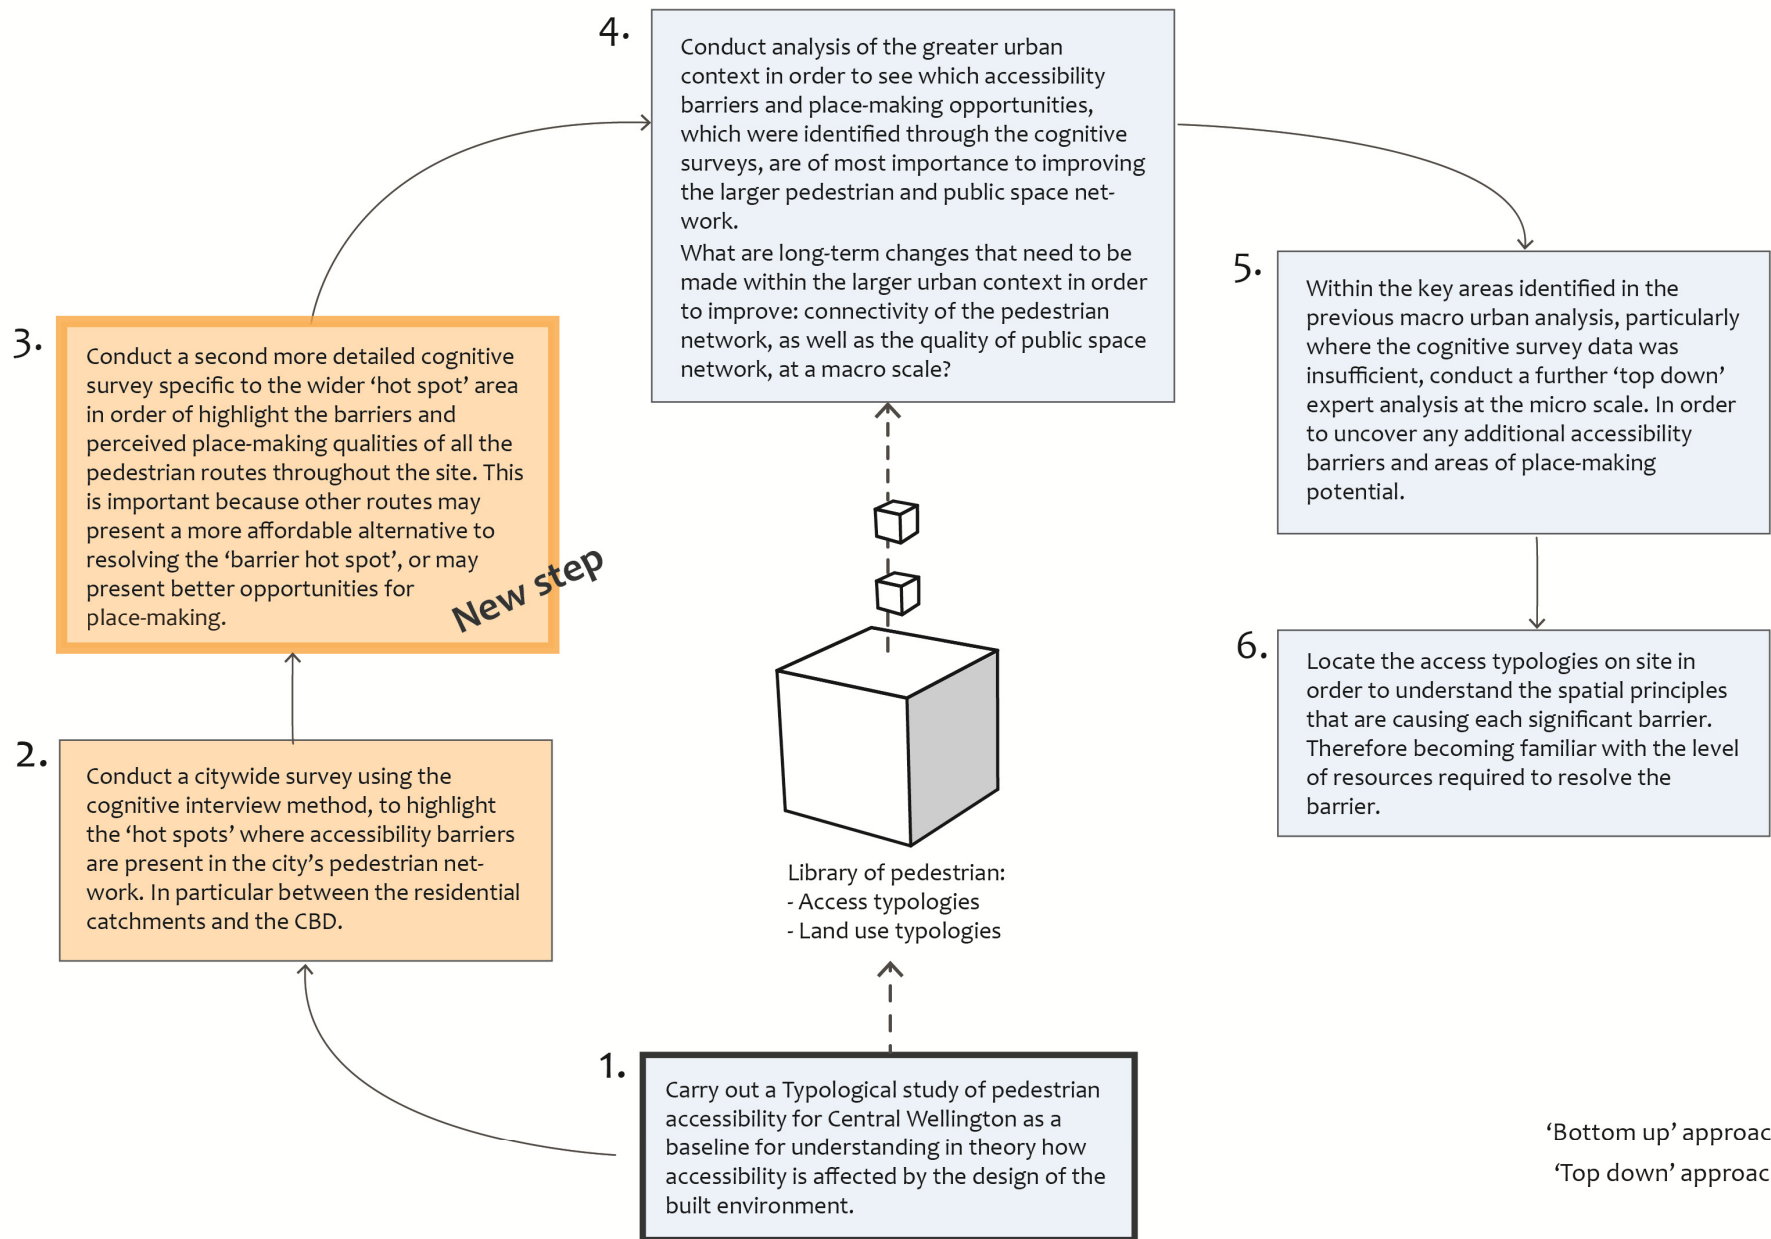 4.
Conduct analysis of the greater urban
context in order to see which accessibility
barriers and place-making opportunities,
which were identified through the cognitive
surveys, are of most importance to improving
the larger pedestrian and public space net-
work.
What are long-term changes that need to be
made within the larger urban context in order
to improve: connectivity of the pedestrian
network, as well as the quality of public space
network, at a macro scale?
5.
Within the key areas identified in the
previous macro urban analysis, particularly
where the cognitive survey data was
insufficient, conduct a further ‘top down’
expert analysis at the micro scale. In order
to uncover any additional accessibility
barriers and areas of place-making
potential.
3.
Conduct a second more detailed cognitive
survey specific to the wider ‘hot spot’ area
in order of highlight the barriers and
perceived place-making qualities of all the
pedestrian routes throughout the site. This
is important because other routes may
present a more affordable alternative to
resolving the ‘barrier hot spot’, or may
present better opportunities for
place-making.
New step
6.
Locate the access typologies on site in
order to understand the spatial principles
that are causing each significant barrier.
Therefore becoming familiar with the level
of resources required to resolve the
barrier.
2.
Conduct a citywide survey using the
cognitive interview method, to highlight
the ‘hot spots’ where accessibility barriers
are present in the city’s pedestrian net-
work. In particular between the residential
catchments and the CBD.
Library of pedestrian:
- Access typologies
- Land use typologies
1.
Carry out a Typological study of pedestrian
accessibility for Central Wellington as a
baseline for understanding in theory how
accessibility is affected by the design of the
built environment.
‘Bottom up’ approac
‘Top down’ approac